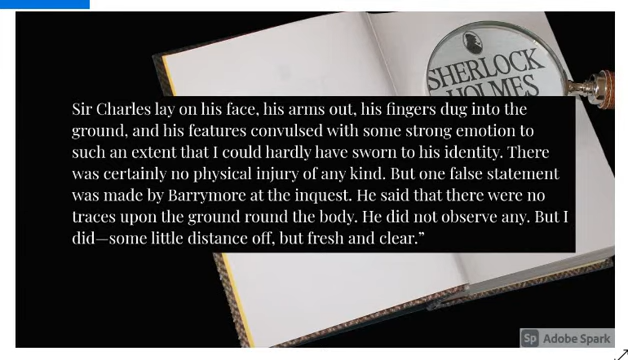 SHERLOCK
HOLMES
Sir Charles lay on his face, his arms out, his fingers dug into the
ground, and his features convulsed with some strong emotion to
such an extent that I could hardly have sworn to his identity. There
was certainly no physical injury of any kind. But one false statement
was made by Barrymore at the inquest. He said that there were no
traces upon the ground round the body. He did not observe any. But I
did—some little distance off, but fresh and clear.”
Sp Adobe Spark